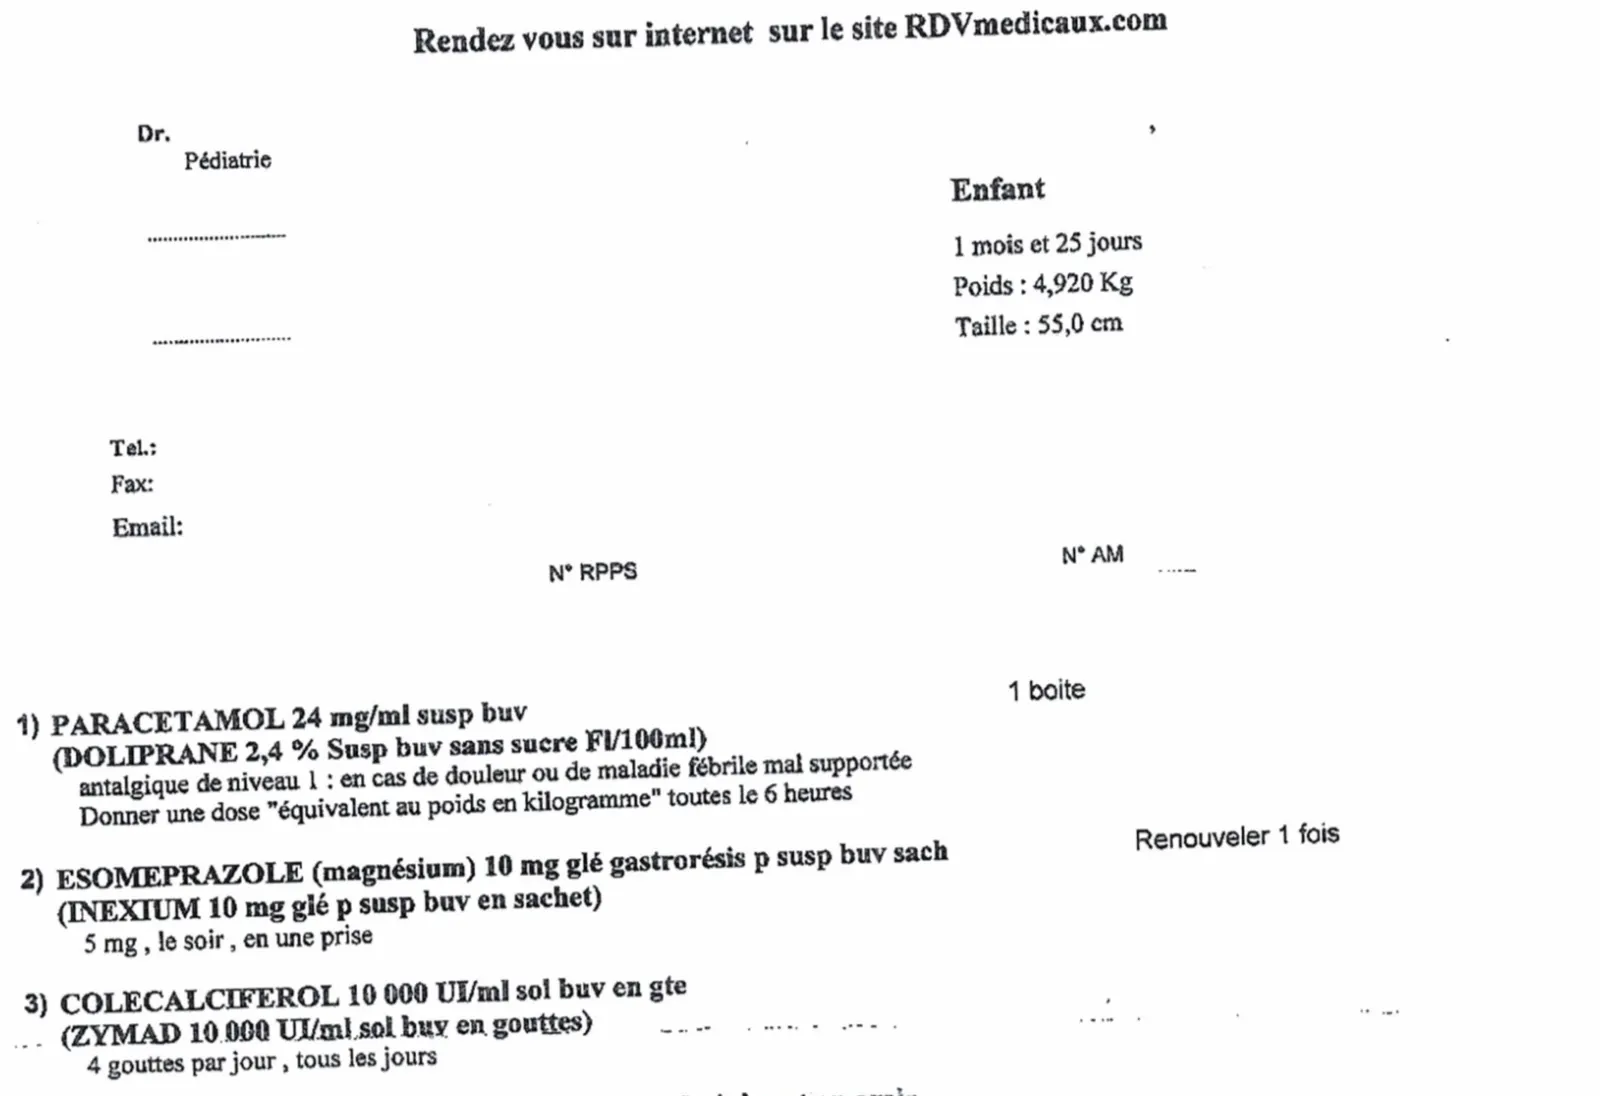 Rendez vous sur internet sur le site RDVmedicaux.com
Dr.
Pédiatrie
Enfant
1 mois et 25 jours
Poids : 4,920 Kg
Taille : 55,0 cm
Tel.:
Fax:
Email:
N° RPPS
N° AM
1 boite
1) PARACETAMOL 24 mg/ml susp buv
(DOLIPRANE 2,4 % Susp buv sans sucre Fl/100ml)
antalgique de niveau 1 : en cas de douleur ou de maladie fébrile mal supportée
Donner une dose "équivalent au poids en kilogramme" toutes le 6 heures
Renouveler 1 fois
2) ESOMEPRAZOLE (magnésium) 10 mg glé gastrorésis p susp buv sach
(INEXIUM 10 mg glé p susp buv en sachet)
5 mg , le soir , en une prise
3) COLECALCIFEROL 10 000 UI/ml sol buv en gte
(ZYMAD 10 000 UI/ml sol buv en gouttes)
4 gouttes par jour , tous les jours